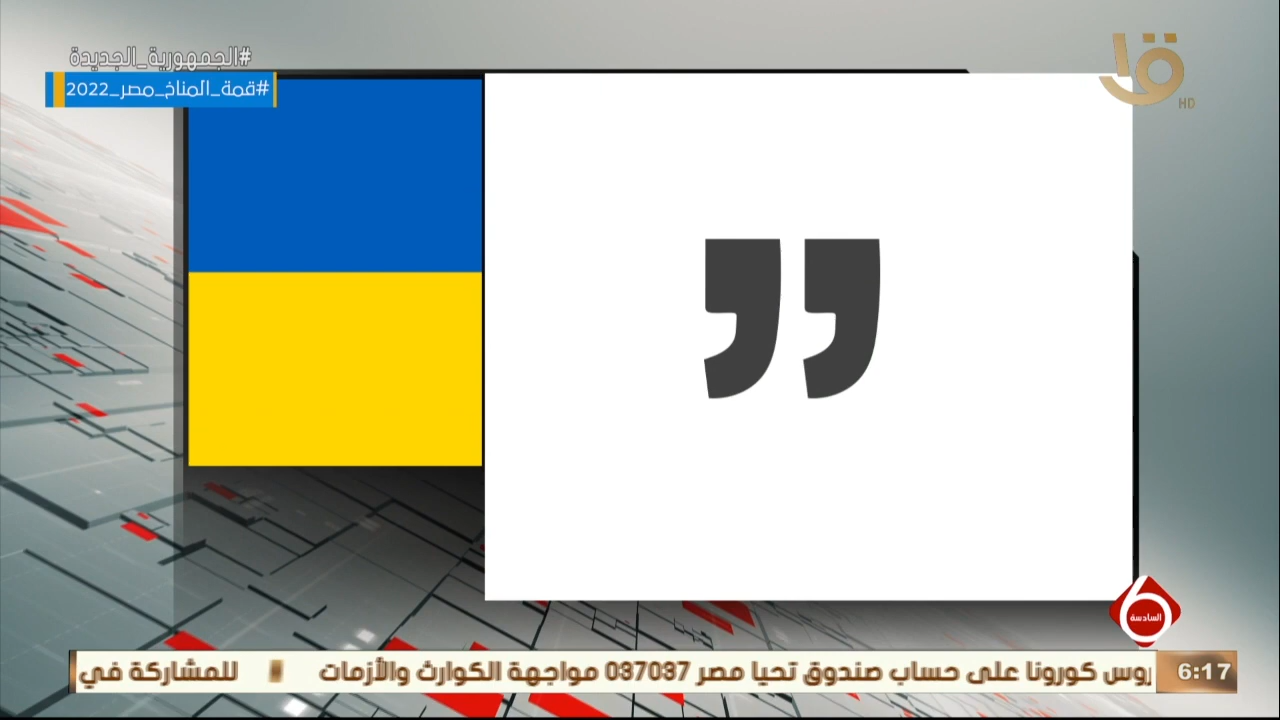 #الجمهورية_الجديدة
#قمة_المناخ_مصر_2022
HD
”
السادسة
روس كورونا على حساب صندوق تحيا مصر 037037 مواجهة الكوارث والأزمات للمشاركة في
6:17